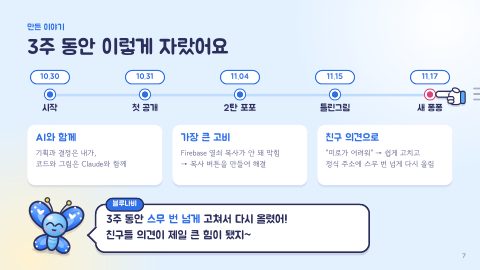 만든 이야기
3주 동안 이렇게 자랐어요
10.30
10.31
11.04
11.15
11.17
시작
첫 공개
2탄 포포
틀린그림
새 퐁퐁
AI와 함께
기획과 결정은 내가,
코드와 그림은 Claude와 함께
가장 큰 고비
Firebase 열쇠 복사가 안 돼 막힘
→ 복사 버튼을 만들어 해결
친구 의견으로
"미로가 어려워" → 쉽게 고치고
정식 주소에 스무 번 넘게 다시 올림
블루나비
3주 동안 스무 번 넘게 고쳐서 다시 올렸어!
친구들 의견이 제일 큰 힘이 됐지~
7